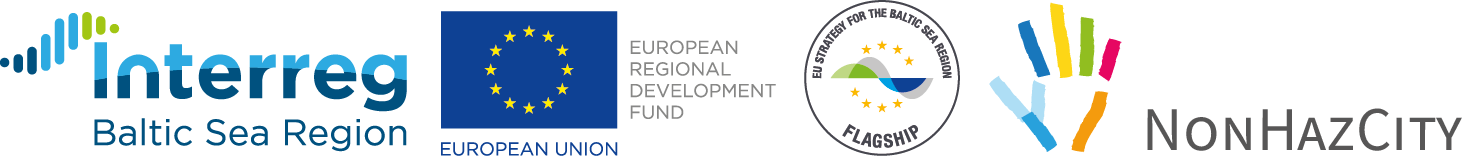 Interreg
Baltic Sea Region
EUROPEAN UNION
EUROPEAN
REGIONAL
DEVELOPMENT
FUND
EU STRATEGY FOR THE BALTIC SEA REGION
FLAGSHIP
NONHAZCITY